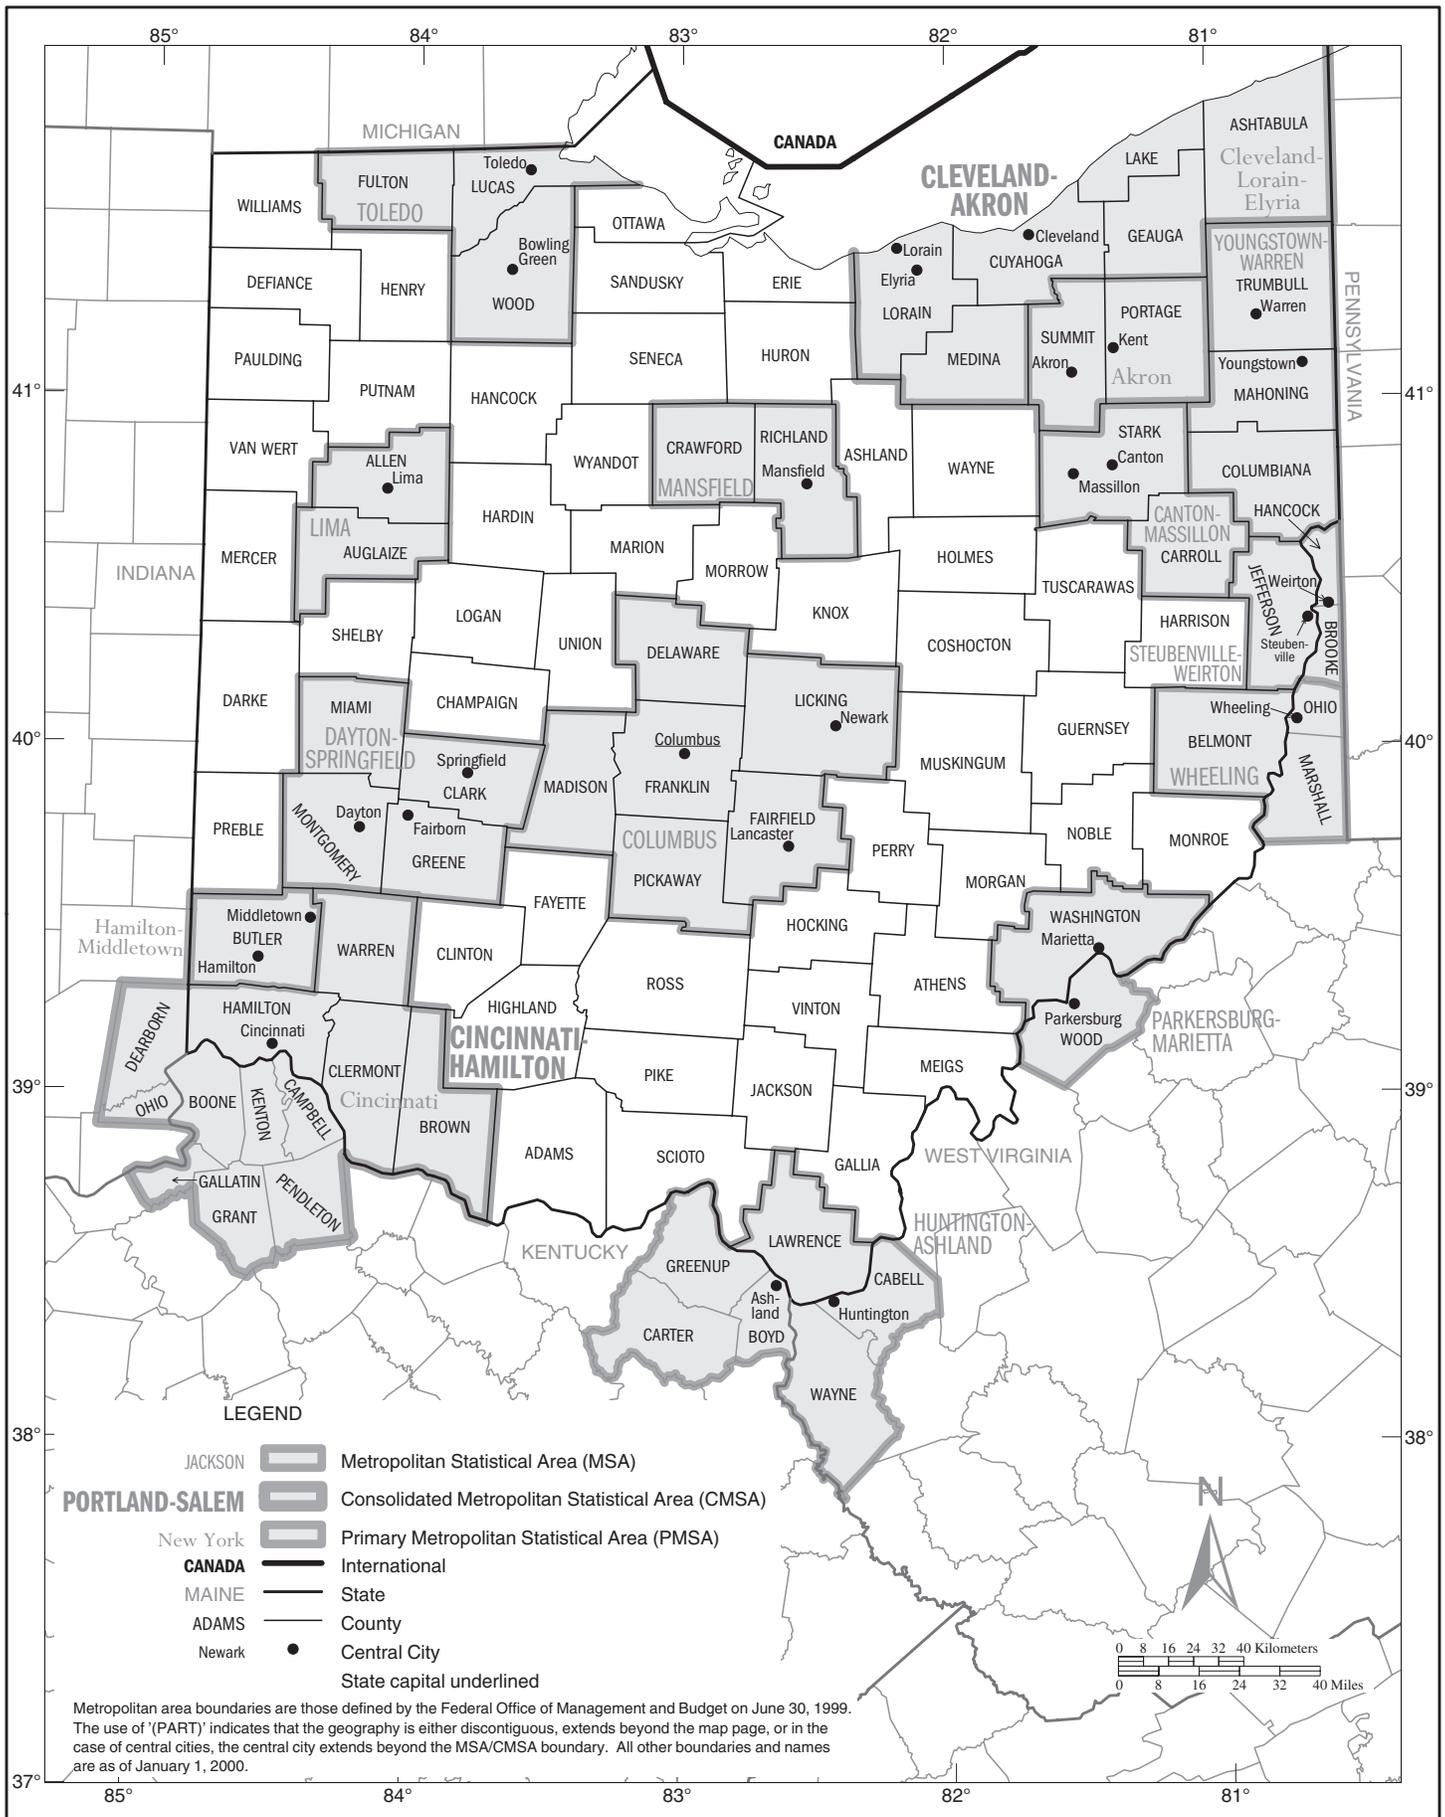 85°
84°
83°
82°
81°
MICHIGAN
CANADA
ASHTABULA
Cleveland-
Lorain-
Elyria
LAKE
CLEVELAND-
AKRON
Toledo
LUCAS
FULTON
TOLEDO
WILLIAMS
OTTAWA
Bowling
Green
WOOD
Lorain
Elyria
LORAIN
Cleveland
CUYAHOGA
GEAUGA
YOUNGSTOWN-
WARREN
TRUMBULL
Warren
PENNSYLVANIA
DEFIANCE
HENRY
SANDUSKY
ERIE
PORTAGE
Kent
SUMMIT
Akron
Akron
MEDINA
Youngstown
MAHONING
PAULDING
PUTNAM
HANCOCK
SENECA
HURON
41°
41°
VAN WERT
ALLEN
Lima
LIMA
AUGLAIZE
WYANDOT
CRAWFORD
MANSFIELD
RICHLAND
Mansfield
ASHLAND
WAYNE
STARK
Canton
Massillon
COLUMBIANA
CANTON-
MASSILLON
CARROLL
HANCOCK
INDIANA
MERCER
HARDIN
MARION
MORROW
HOLMES
TUSCARAWAS
JEFFERSON
Weirton
Steuben-
ville
BROOKE
SHELBY
LOGAN
UNION
DELAWARE
KNOX
COSHOCTON
HARRISON
STEUBENVILLE-
WEIRTON
DARKE
MIAMI
DAYTON-
SPRINGFIELD
CHAMPAIGN
LICKING
Newark
GUERNSEY
Wheeling
OHIO
BELMONT
WHEELING
MARSHALL
40°
40°
Springfield
CLARK
MADISON
Columbus
FRANKLIN
COLUMBUS
MUSKINGUM
PREBLE
MONTGOMERY
Dayton
Fairborn
GREENE
FAIRFIELD
Lancaster
PICKAWAY
PERRY
NOBLE
MONROE
MORGAN
Hamilton-
Middletown
Middletown
BUTLER
Hamilton
WARREN
CLINTON
FAYETTE
HOCKING
WASHINGTON
Marietta
DEARBORN
HAMILTON
Cincinnati
HIGHLAND
ROSS
VINTON
ATHENS
Parkersburg
WOOD
PARKERSBURG-
MARIETTA
CINCINNATI-
HAMILTON
CLERMONT
Cincinnati
BROWN
PIKE
JACKSON
MEIGS
39°
39°
OHIO
BOONE
KENTON
CAMPBELL
ADAMS
SCIOTO
GALLIA
WEST VIRGINIA
GALLATIN
GRANT
PENDLETON
KENTUCKY
GREENUP
LAWRENCE
HUNTINGTON-
ASHLAND
CABELL
Ash-
land
BOYD
Huntington
CARTER
WAYNE
38°
38°
LEGEND
JACKSON Metropolitan Statistical Area (MSA)
PORTLAND-SALEM Consolidated Metropolitan Statistical Area (CMSA)
New York Primary Metropolitan Statistical Area (PMSA)
CANADA International
MAINE State
ADAMS County
Newark Central City
State capital underlined
N
0 8 16 24 32 40 Kilometers
0 8 16 24 32 40 Miles
Metropolitan area boundaries are those defined by the Federal Office of Management and Budget on June 30, 1999.
The use of '(PART)' indicates that the geography is either discontiguous, extends beyond the map page, or in the
case of central cities, the central city extends beyond the MSA/CMSA boundary. All other boundaries and names
are as of January 1, 2000.
37°
85°
84°
83°
82°
81°